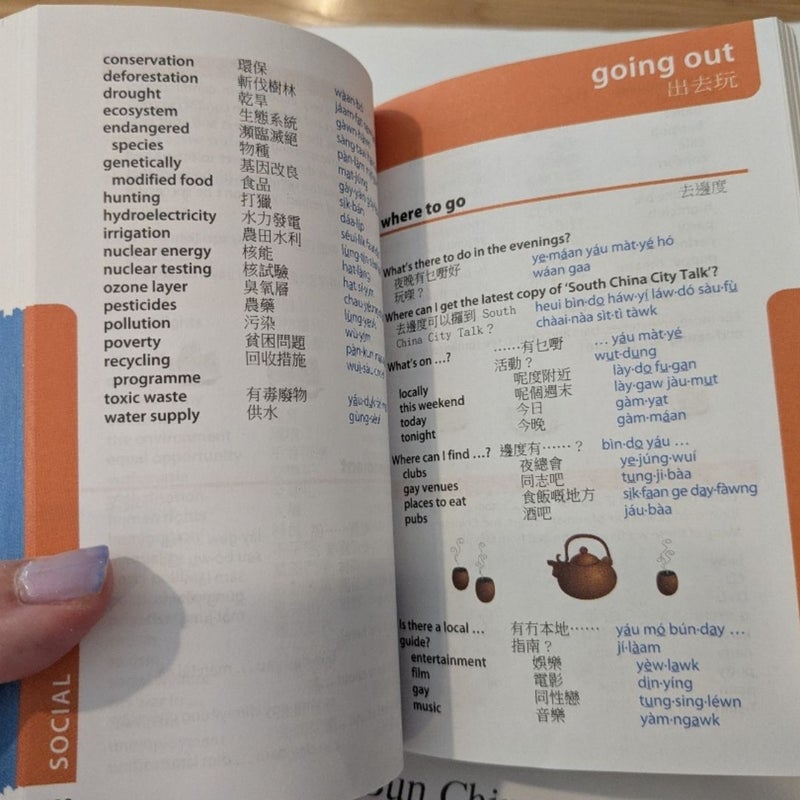 conservation 環保
deforestation 斬伐樹林
drought 乾旱
ecosystem 生態系統
endangered 瀕臨滅絕
species 物種
genetically 基因改良
modified food 食品
hunting 打獵
hydroelectricity 水力發電
irrigation 農田水利
nuclear energy 核能
nuclear testing 核試驗
ozone layer 臭氧層
pesticides 農藥
pollution 污染
poverty 貧困問題
recycling 回收措施
programme
toxic waste 有毒廢物
water supply 供水 gùng·séui
SOCIAL
going out
出去玩
where to go 去邊度
What's there to do in the evenings?
夜晚有乜嘢好 ye·máan yáu màt·yé hó
玩㗎？ wáan gaa
Where can I get the latest copy of 'South China City Talk'?
去邊度可以攞到 South heui bìn·do háw·yí láw·dó sàu·fù
China City Talk？ chàai·nàa sìt·tì tàwk
What's on ...? ……有乜嘢 ... yáu màt·yé
活動？ wut·dung
locally 呢度附近 lày·do fu·gan
this weekend 呢個週末 lày·gaw jàu·mut
today 今日 gàm·yat
tonight 今晚 gàm·máan
Where can I find ...? 邊度有……？ bìn·do yáu ...
clubs 夜總會 ye·júng·wuí
gay venues 同志吧 tung·ji·bàa
places to eat 食飯嘅地方 sik·faan ge day·fàwng
pubs 酒吧 jáu·bàa
Is there a local ... 有冇本地…… yáu mó bún·day ...
guide? 指南？ jí·làam
entertainment 娛樂 yèw·lawk
film 電影 din·yíng
gay 同性戀 tung·sing·léwn
music 音樂 yàm·ngawk